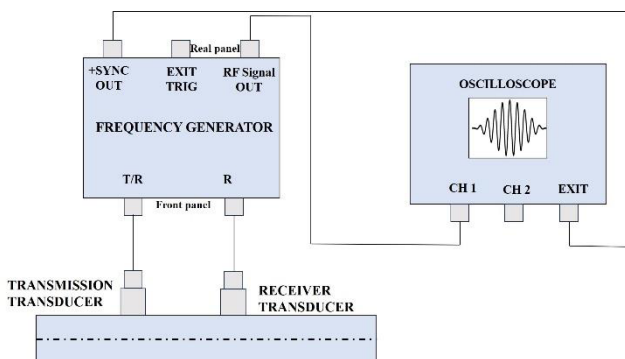 Real panel
+SYNC
OUT
EXIT
TRIG
RF Signal
OUT
FREQUENCY GENERATOR
T/R
R
Front panel
OSCILLOSCOPE
CH 1
CH 2
EXIT
TRANSMISSION
TRANSDUCER
RECEIVER
TRANSDUCER